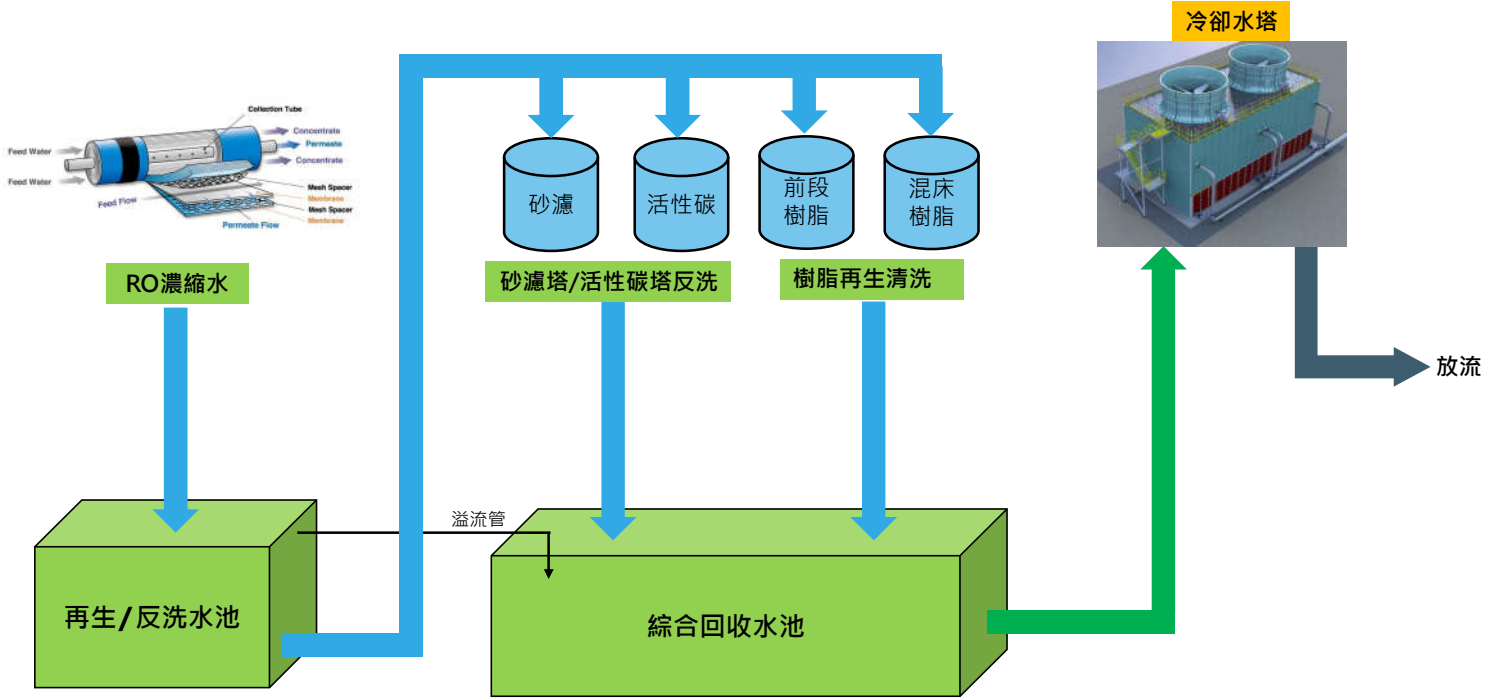 冷卻水塔
Collection Tube
Concentrate
Permeate
Concentrate
Feed Water
Feed Water
Mesh Spacer
Membrane
Mesh Spacer
Membrane
Feed Flow
Permeate Flow
砂濾
活性碳
前段
樹脂
混床
樹脂
RO濃縮水
砂濾塔/活性碳塔反洗
樹脂再生清洗
放流
溢流管
再生/反洗水池
綜合回收水池